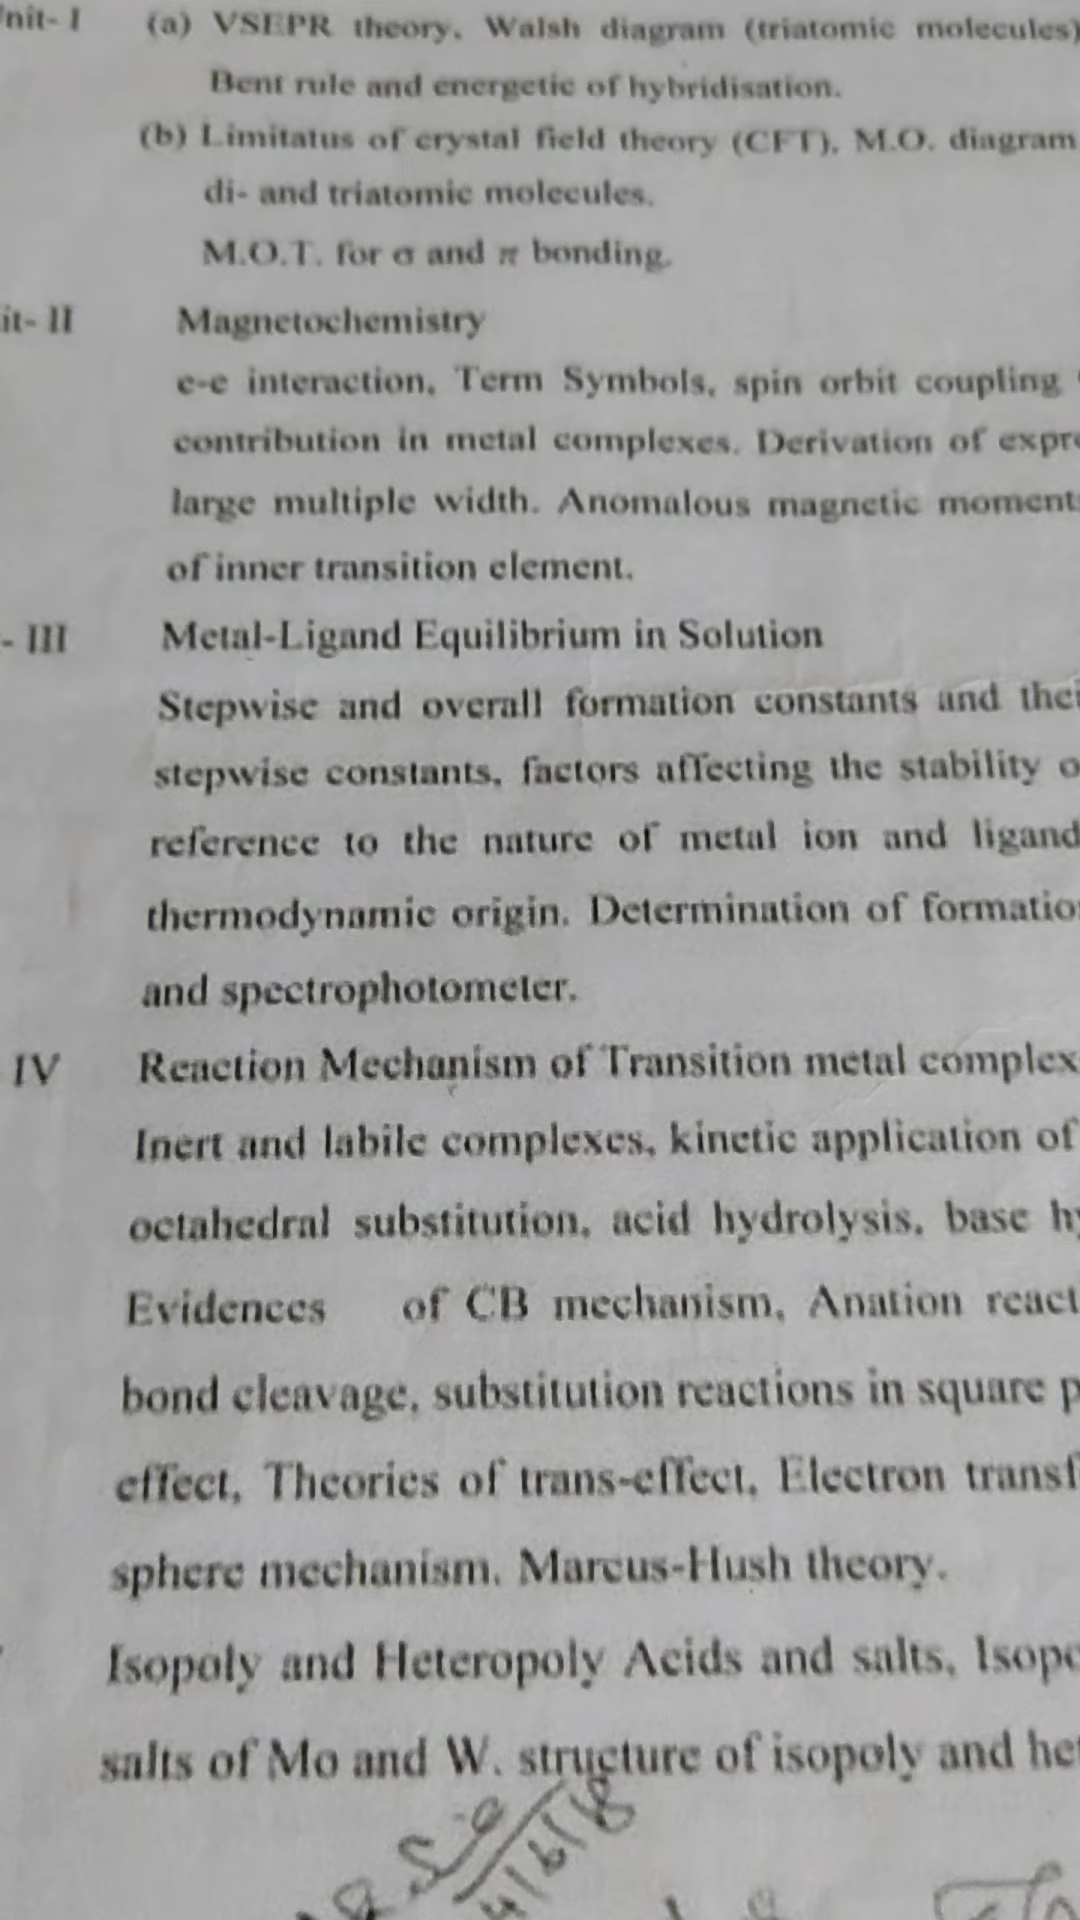 Unit- I (a) VSEPR theory, Walsh diagram (triatomic molecules)
Bent rule and energetic of hybridisation.
(b) Limitatus of crystal field theory (CFT), M.O. diagram
di- and triatomic molecules.
M.O.T. for σ and π bonding.
it- II Magnetochemistry
e-e interaction, Term Symbols, spin orbit coupling
contribution in metal complexes. Derivation of expre
large multiple width. Anomalous magnetic moment
of inner transition element.
- III Metal-Ligand Equilibrium in Solution
Stepwise and overall formation constants and thei
stepwise constants, factors affecting the stability o
reference to the nature of metal ion and ligand
thermodynamic origin. Determination of formatio
and spectrophotometer.
IV Reaction Mechanism of Transition metal complex
Inert and labile complexes, kinetic application of
octahedral substitution, acid hydrolysis, base hy
Evidences of CB mechanism, Anation react
bond cleavage, substitution reactions in square p
effect, Theories of trans-effect, Electron transf
sphere mechanism. Marcus-Hush theory.
Isopoly and Heteropoly Acids and salts, Isopo
salts of Mo and W. structure of isopoly and het